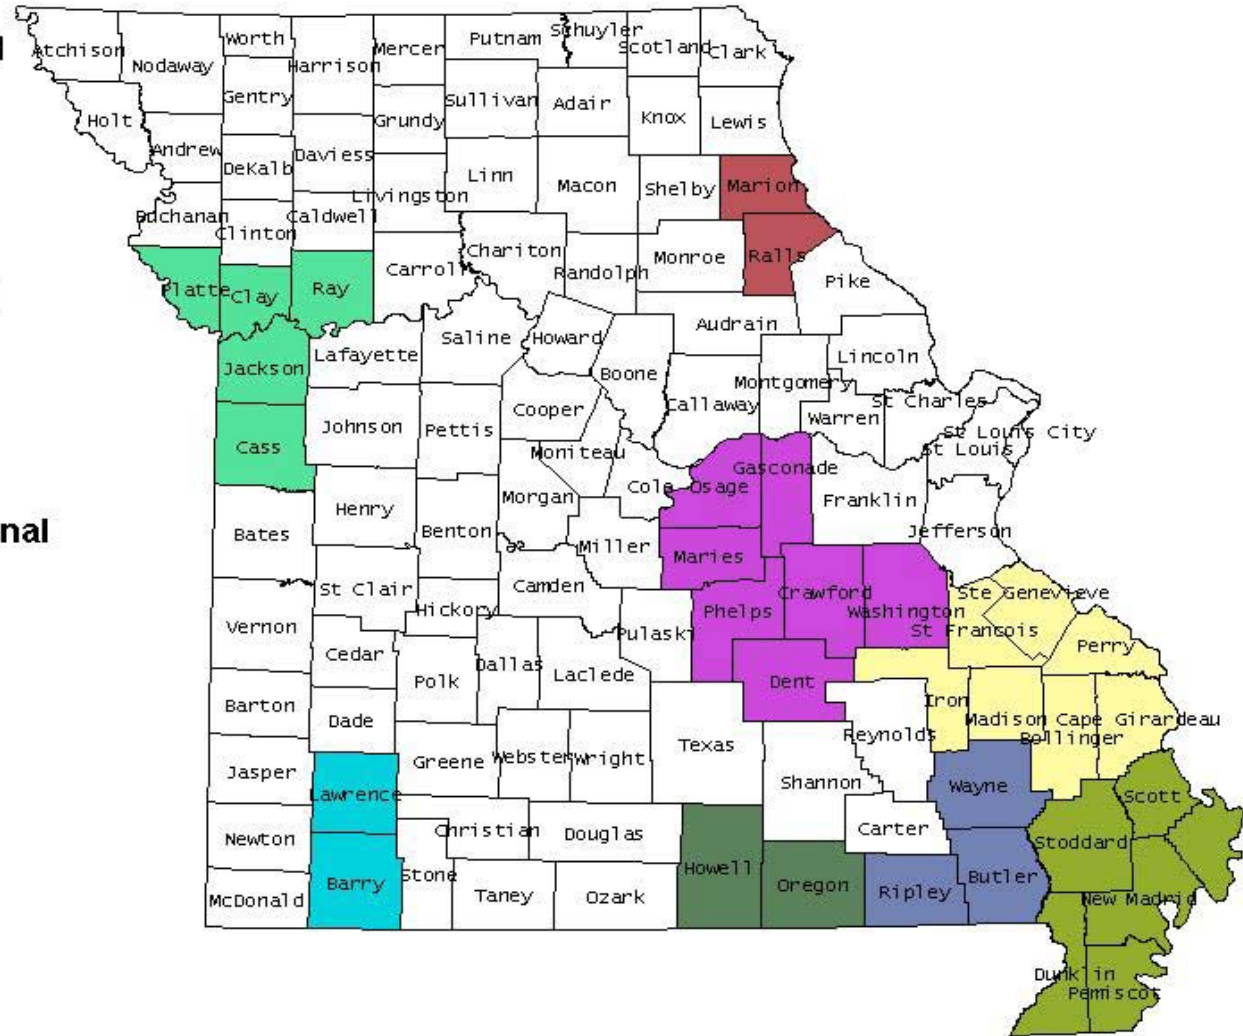 Atchison
Nodaway
Worth
Harrison
Mercer
Putnam
Schuyler
Scotland
Clark
Holt
Gentry
Grundy
Sullivan
Adair
Knox
Lewis
Andrew
DeKalb
Daviess
Livingston
Linn
Macon
Shelby
Marion
Buchanan
Clinton
Caldwell
Carroll
Chariton
Randolph
Monroe
Ralls
Pike
Platte
Clay
Ray
Jackson
Lafayette
Saline
Howard
Boone
Audrain
Callaway
Montgomery
Lincoln
Warren
St Charles
St Louis City
St Louis
Cass
Johnson
Pettis
Cooper
Moniteau
Cole
Osage
Gasconade
Franklin
Jefferson
nal
Bates
Henry
Benton
Morgan
Miller
Maries
St Clair
Hickory
Camden
Pulaski
Phelps
Crawford
Washington
Ste Genevieve
St Francois
Perry
Vernon
Cedar
Polk
Dallas
Laclede
Dent
Iron
Madison
Cape Girardeau
Bollinger
Barton
Dade
Greene
Webster
Wright
Texas
Reynolds
Shannon
Wayne
Scott
Jasper
Lawrence
Newton
Christian
Douglas
Carter
Stoddard
McDonald
Barry
Stone
Taney
Ozark
Howell
Oregon
Ripley
Butler
New Madrid
Dunklin
Pemiscot